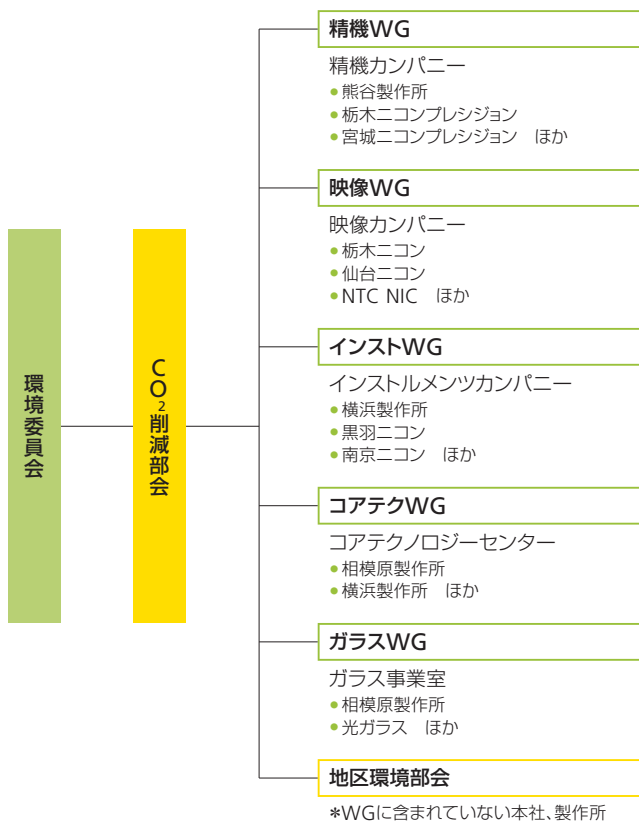 環境委員会
CO₂削減部会
精機WG
精機カンパニー
●熊谷製作所
●栃木ニコンプレシジョン
●宮城ニコンプレシジョン　ほか
映像WG
映像カンパニー
●栃木ニコン
●仙台ニコン
●NTC NIC　ほか
インストWG
インストルメンツカンパニー
●横浜製作所
●黒羽ニコン
●南京ニコン　ほか
コアテクWG
コアテクノロジーセンター
●相模原製作所
●横浜製作所　ほか
ガラスWG
ガラス事業室
●相模原製作所
●光ガラス　ほか
地区環境部会
*WGに含まれていない本社、製作所